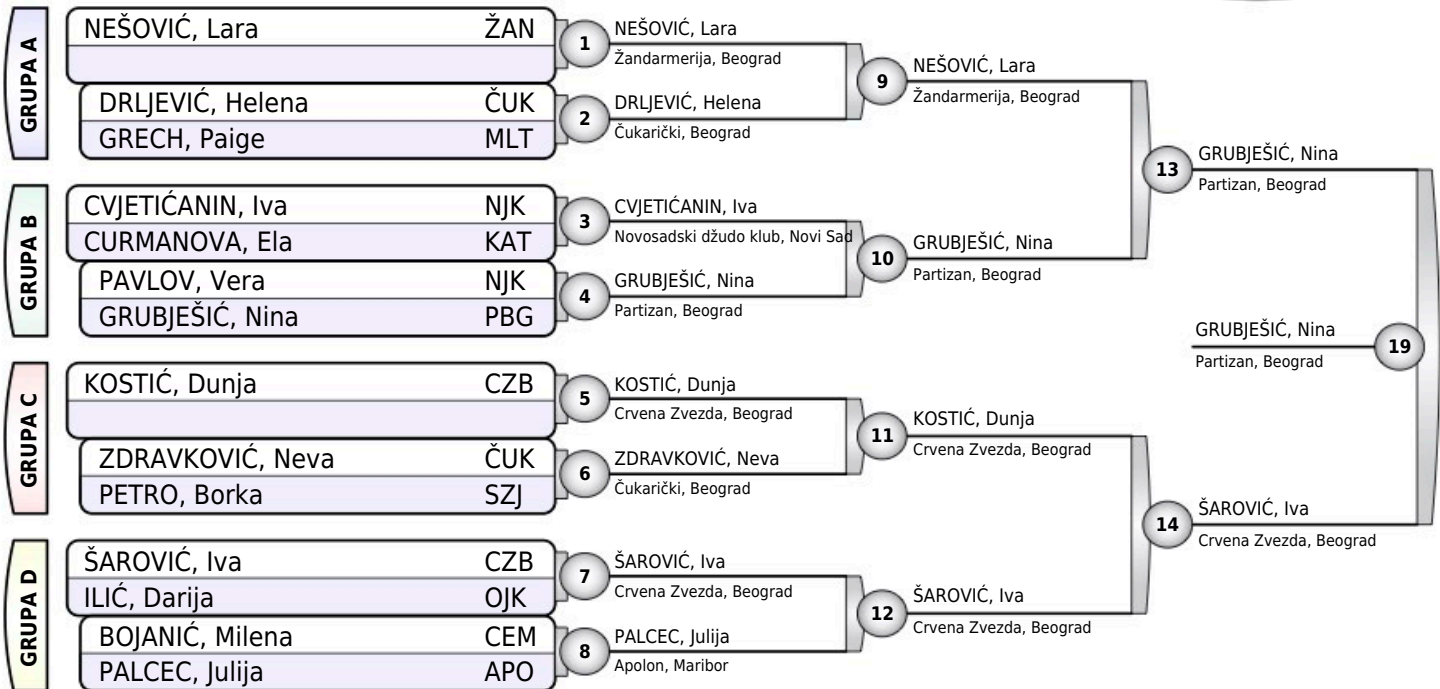 GRUPA A
NEŠOVIĆ, Lara ŽAN
DRLJEVIĆ, Helena ČUK
GRECH, Paige MLT
GRUPA B
CVJETIĆANIN, Iva NJK
CURMANOVA, Ela KAT
PAVLOV, Vera NJK
GRUBJEŠIĆ, Nina PBG
GRUPA C
KOSTIĆ, Dunja CZB
ZDRAVKOVIĆ, Neva ČUK
PETRO, Borka SZJ
GRUPA D
ŠAROVIĆ, Iva CZB
ILIĆ, Darija OJK
BOJANIĆ, Milena CEM
PALCEC, Julija APO
1
NEŠOVIĆ, Lara
Žandarmerija, Beograd
2
DRLJEVIĆ, Helena
Čukarički, Beograd
3
CVJETIĆANIN, Iva
Novosadski džudo klub, Novi Sad
4
GRUBJEŠIĆ, Nina
Partizan, Beograd
5
KOSTIĆ, Dunja
Crvena Zvezda, Beograd
6
ZDRAVKOVIĆ, Neva
Čukarički, Beograd
7
ŠAROVIĆ, Iva
Crvena Zvezda, Beograd
8
PALCEC, Julija
Apolon, Maribor
9
NEŠOVIĆ, Lara
Žandarmerija, Beograd
10
GRUBJEŠIĆ, Nina
Partizan, Beograd
11
KOSTIĆ, Dunja
Crvena Zvezda, Beograd
12
ŠAROVIĆ, Iva
Crvena Zvezda, Beograd
13
GRUBJEŠIĆ, Nina
Partizan, Beograd
14
ŠAROVIĆ, Iva
Crvena Zvezda, Beograd
GRUBJEŠIĆ, Nina
Partizan, Beograd
19